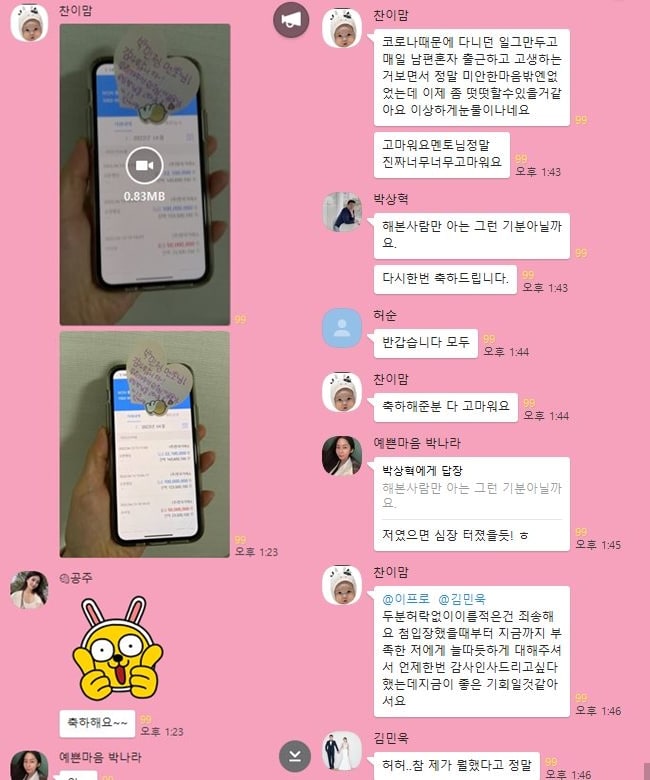 찬이맘
0.83MB
99
99
오후 1:23
공주
축하해요~~
99
오후 1:23
예쁜마음 박나라
99
찬이맘
코로나때문에 다니던 일그만두고
매일 남편혼자 출근하고 고생하는
거보면서 정말 미안한마음밖엔없
었는데 이제 좀 떳떳할수있을거같
아요 이상하게눈물이나네요
99
고마워요멘토님정말
진짜너무너무고마워요
99
오후 1:43
박상혁
해본사람만 아는 그런 기분아닐까
요.
99
다시한번 축하드립니다.
99
오후 1:43
허순
반갑습니다 모두
99
오후 1:44
찬이맘
축하해준분 다 고마워요
99
오후 1:44
예쁜마음 박나라
박상혁에게 답장
해본사람만 아는 그런 기분아닐까
요.
저였으면 심장 터졌을듯! ㅎ
99
오후 1:45
찬이맘
@이프로 @김민욱
두분허락없이이름적은건 죄송해
요 첨입장했을때부터 지금까지 부
족한 저에게 늘따듯하게 대해주셔
서 언제한번 감사인사드리고싶다
했는데지금이 좋은 기회일것같아
서요
99
오후 1:46
김민욱
허허..참 제가 뭘했다고 정말
99
오후 1:46